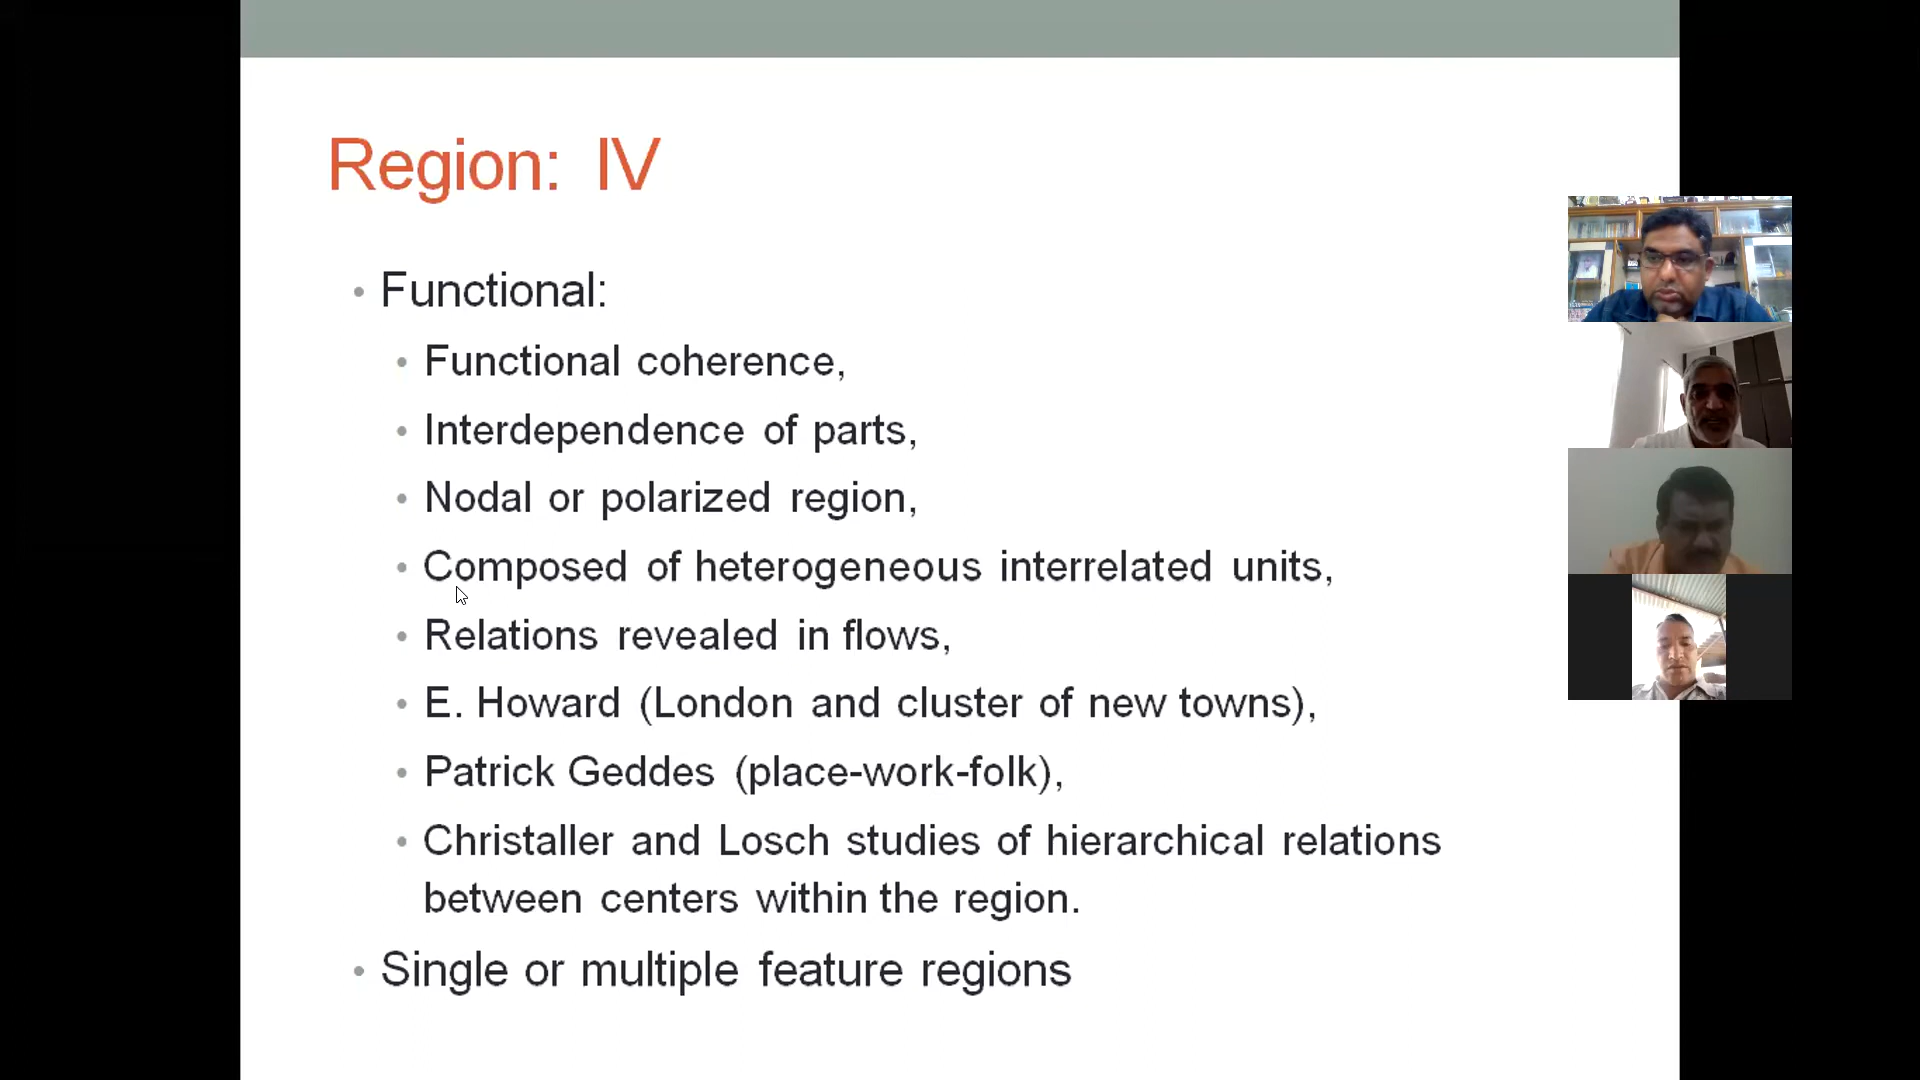 Region: IV
• Functional:
• Functional coherence,
• Interdependence of parts,
• Nodal or polarized region,
• Composed of heterogeneous interrelated units,
• Relations revealed in flows,
• E. Howard (London and cluster of new towns),
• Patrick Geddes (place-work-folk),
• Christaller and Losch studies of hierarchical relations
between centers within the region.
• Single or multiple feature regions